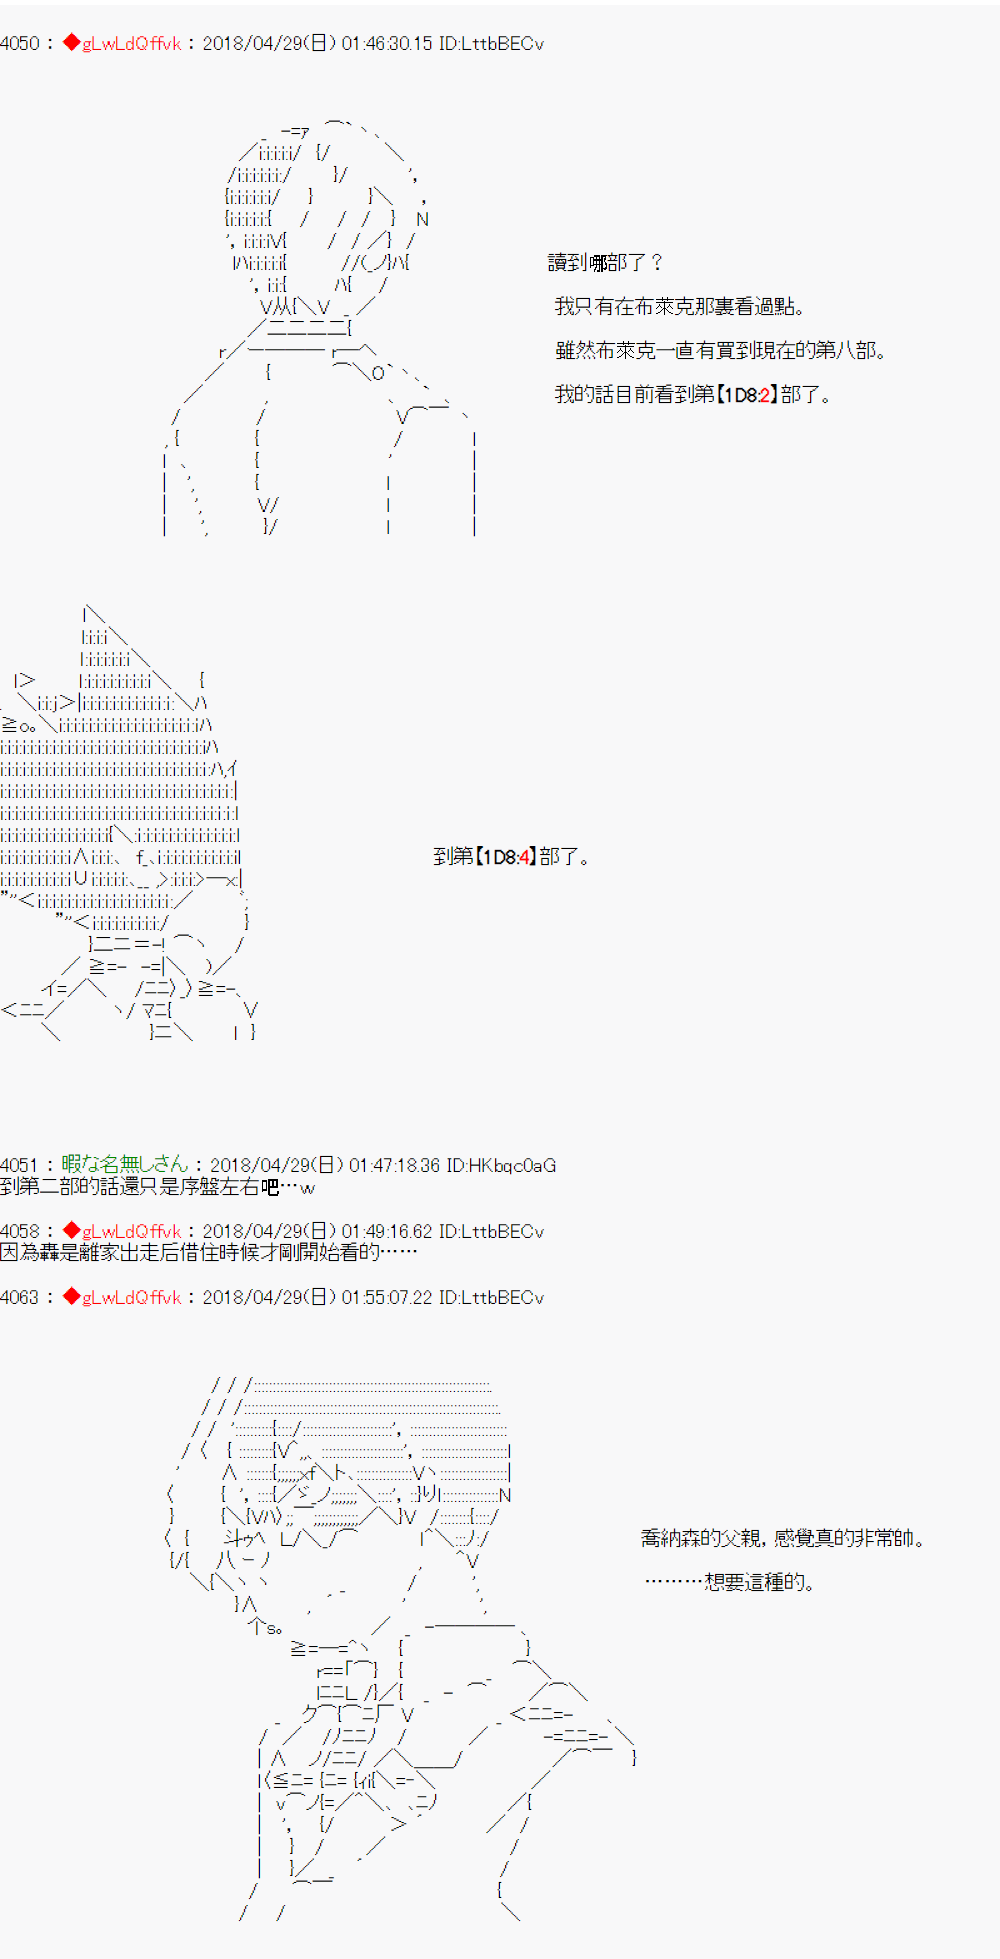 4050 : ◆gLwLdQffvk : 2018/04/29(日) 01:46:30.15 ID:LttbBECv
讀到哪部了？
我只有在布萊克那裏看過點。
雖然布萊克一直有買到現在的第八部。
我的話目前看到第【1D8:2】部了。
到第【1D8:4】部了。
4051 : 暇な名無しさん : 2018/04/29(日) 01:47:18.36 ID:HKbqc0aG
到第二部的話還只是序盤左右吧…w
4058 : ◆gLwLdQffvk : 2018/04/29(日) 01:49:16.62 ID:LttbBECv
因為轟是離家出走后借住時候才剛開始看的……
4063 : ◆gLwLdQffvk : 2018/04/29(日) 01:55:07.22 ID:LttbBECv
喬納森的父親，感覺真的非常帥。
………想要這種的。